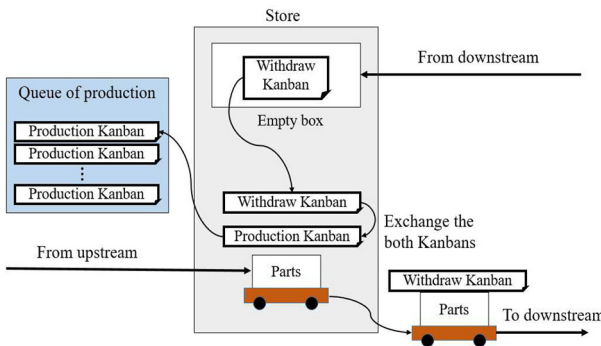 Store
Withdraw
Kanban
From downstream
Empty box
Queue of production
Production Kanban
Production Kanban
Production Kanban
Withdraw Kanban
Production Kanban
Exchange the
both Kanbans
From upstream
Parts
Withdraw Kanban
Parts
To downstream